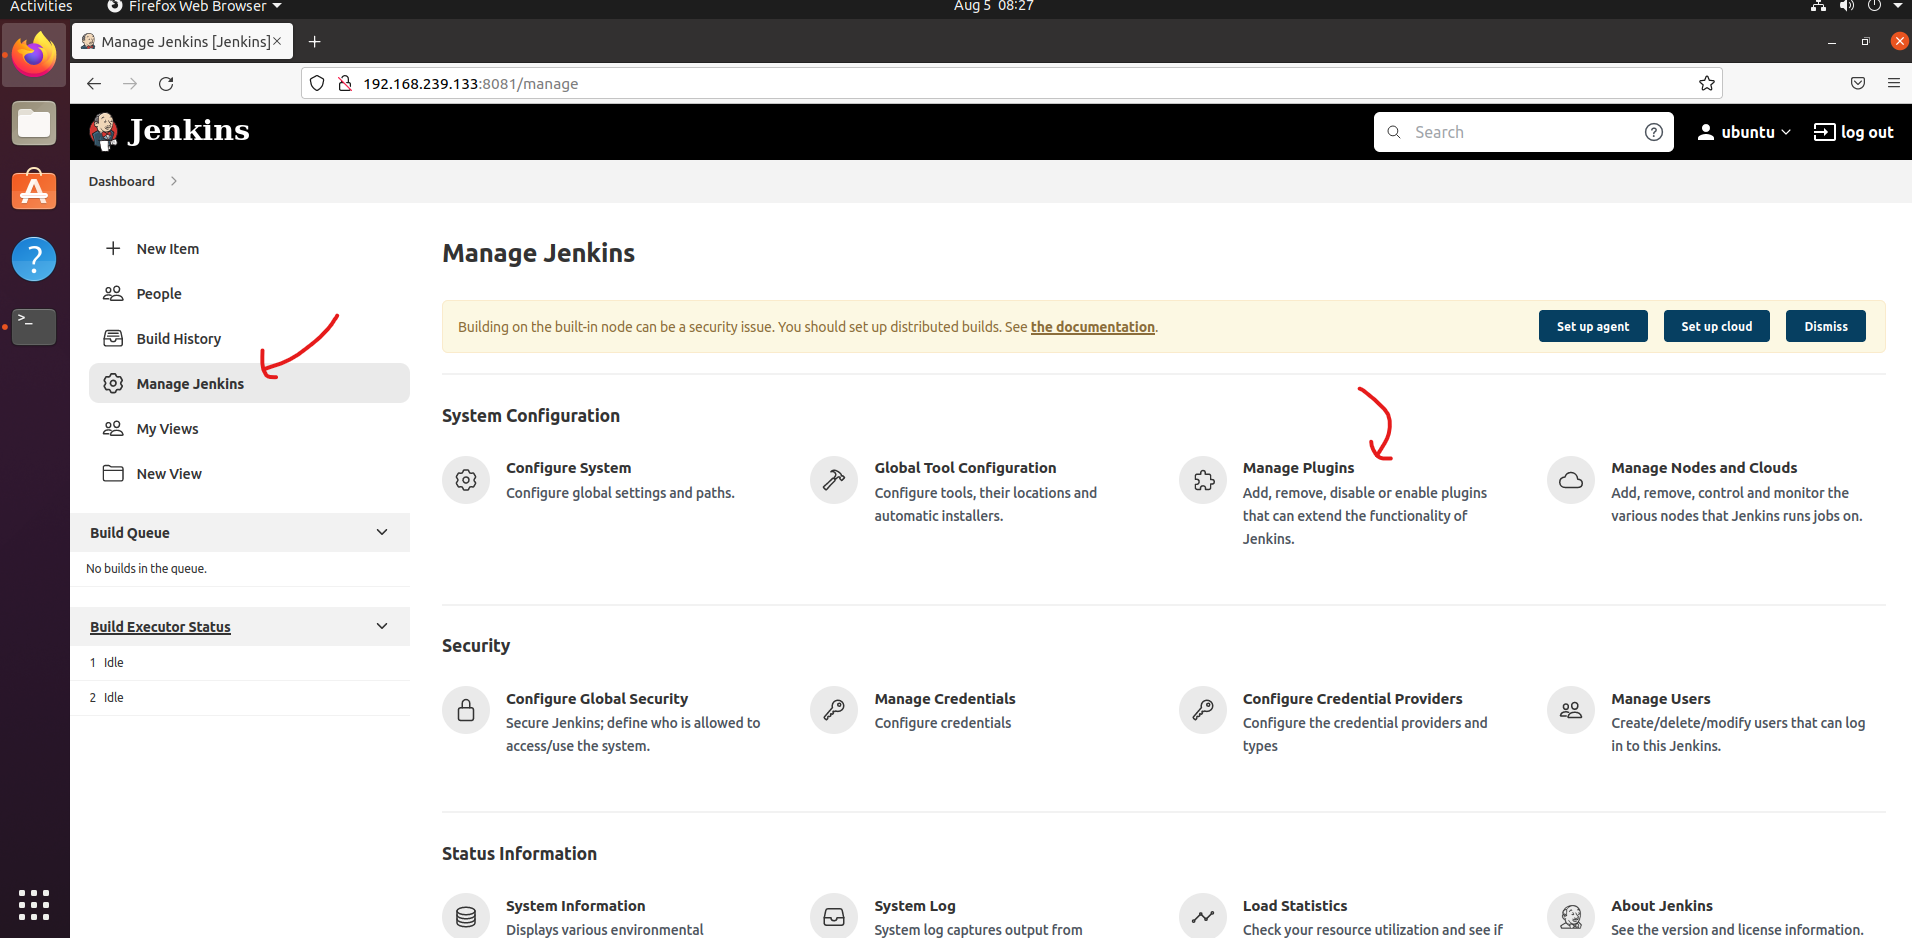 Activities
Firefox Web Browser
Aug 5 08:27
Manage Jenkins [Jenkins]
192.168.239.133:8081/manage
Jenkins
Search
ubuntu
log out
Dashboard
New Item
People
Build History
Manage Jenkins
My Views
New View
Build Queue
No builds in the queue.
Build Executor Status
1 Idle
2 Idle
Manage Jenkins
Building on the built-in node can be a security issue. You should set up distributed builds. See the documentation.
Set up agent
Set up cloud
Dismiss
System Configuration
Configure System
Configure global settings and paths.
Global Tool Configuration
Configure tools, their locations and
automatic installers.
Manage Plugins
Add, remove, disable or enable plugins
that can extend the functionality of
Jenkins.
Manage Nodes and Clouds
Add, remove, control and monitor the
various nodes that Jenkins runs jobs on.
Security
Configure Global Security
Secure Jenkins; define who is allowed to
access/use the system.
Manage Credentials
Configure credentials
Configure Credential Providers
Configure the credential providers and
types
Manage Users
Create/delete/modify users that can log
in to this Jenkins.
Status Information
System Information
Displays various environmental
System Log
System log captures output from
Load Statistics
Check your resource utilization and see if
About Jenkins
See the version and license information.